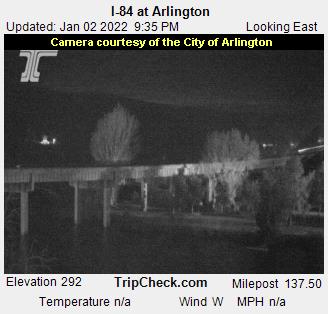 I-84 at Arlington
Updated: Jan 02 2022 9:35 PM Looking East
Camera courtesy of the City of Arlington
Elevation 292 TripCheck.com Milepost 137.50
Temperature n/a Wind W MPH n/a